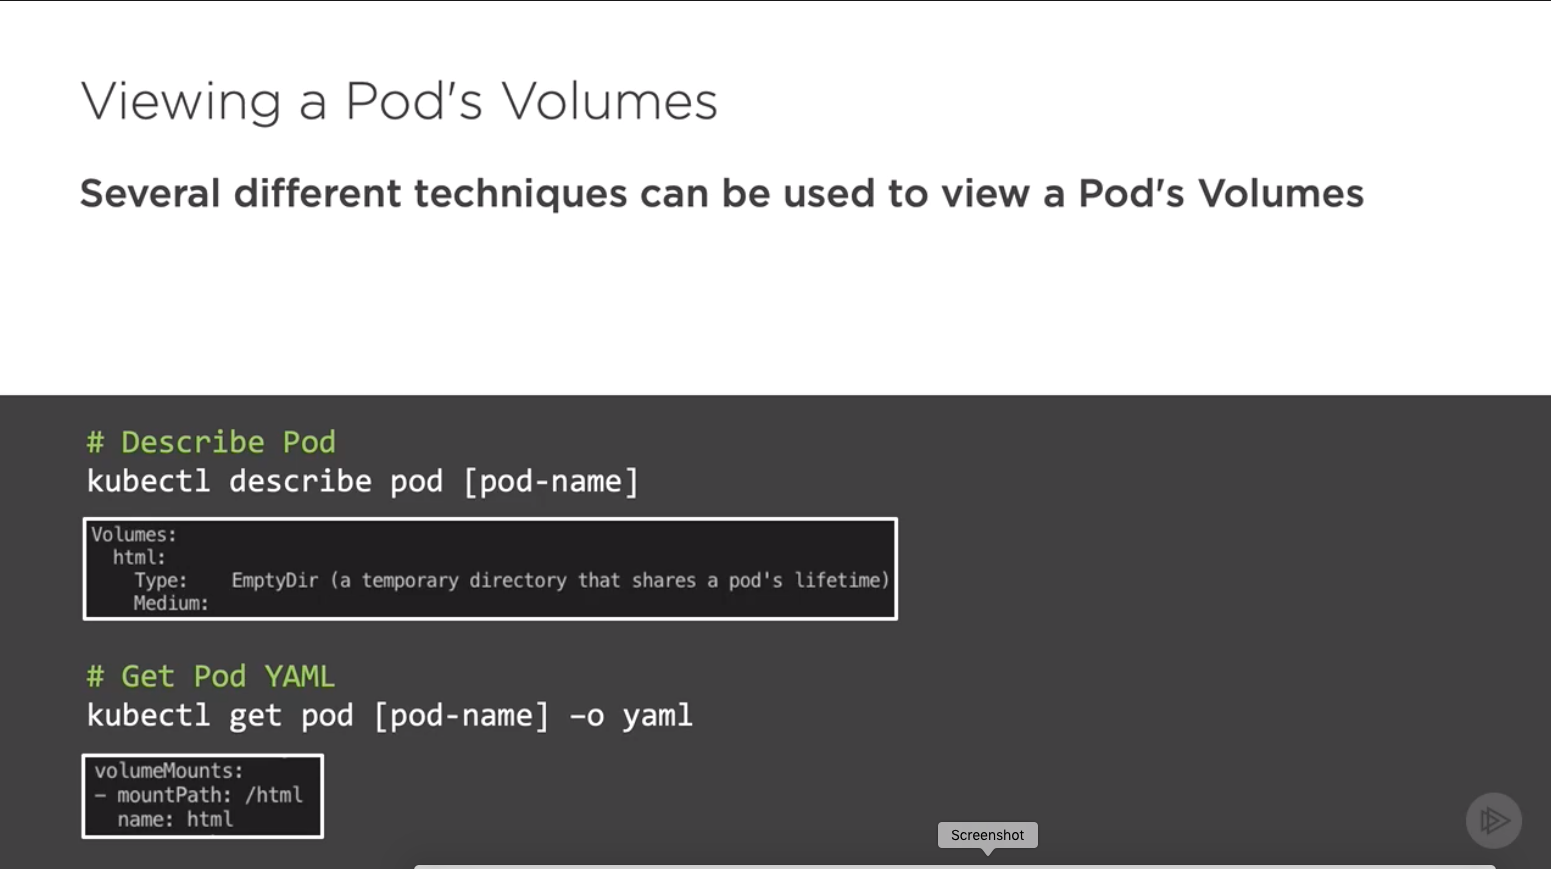 Viewing a Pod's Volumes
Several different techniques can be used to view a Pod's Volumes
# Describe Pod
kubectl describe pod [pod-name]
Volumes:
  html:
    Type:    EmptyDir (a temporary directory that shares a pod's lifetime)
    Medium:
# Get Pod YAML
kubectl get pod [pod-name] –o yaml
volumeMounts:
– mountPath: /html
  name: html
Screenshot